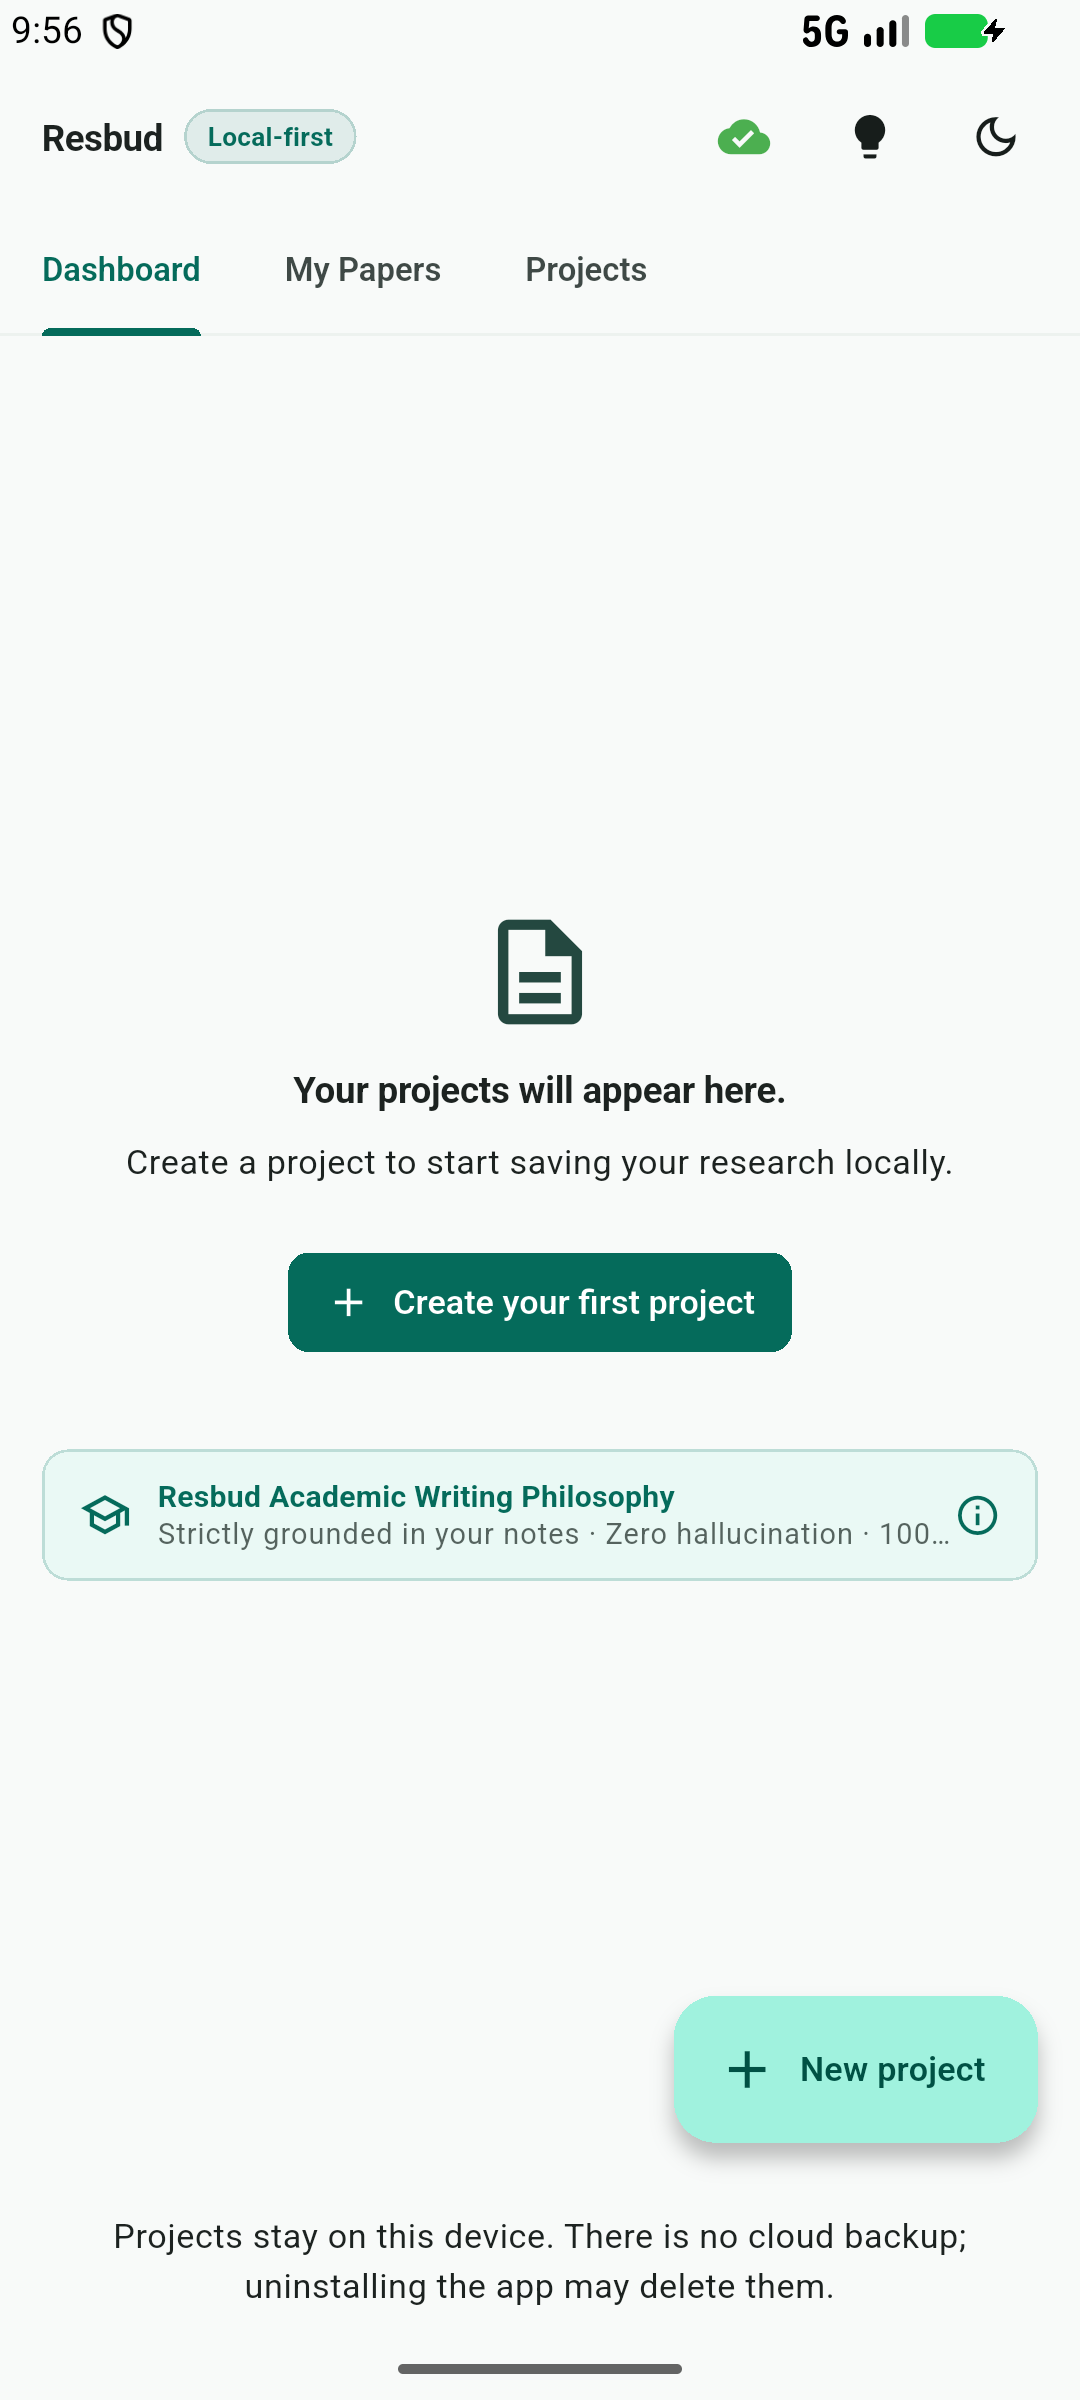 9:56
5G
Resbud
Local-first
Dashboard
My Papers
Projects
Your projects will appear here.
Create a project to start saving your research locally.
Create your first project
Resbud Academic Writing Philosophy
Strictly grounded in your notes · Zero hallucination · 100…
New project
Projects stay on this device. There is no cloud backup;
uninstalling the app may delete them.